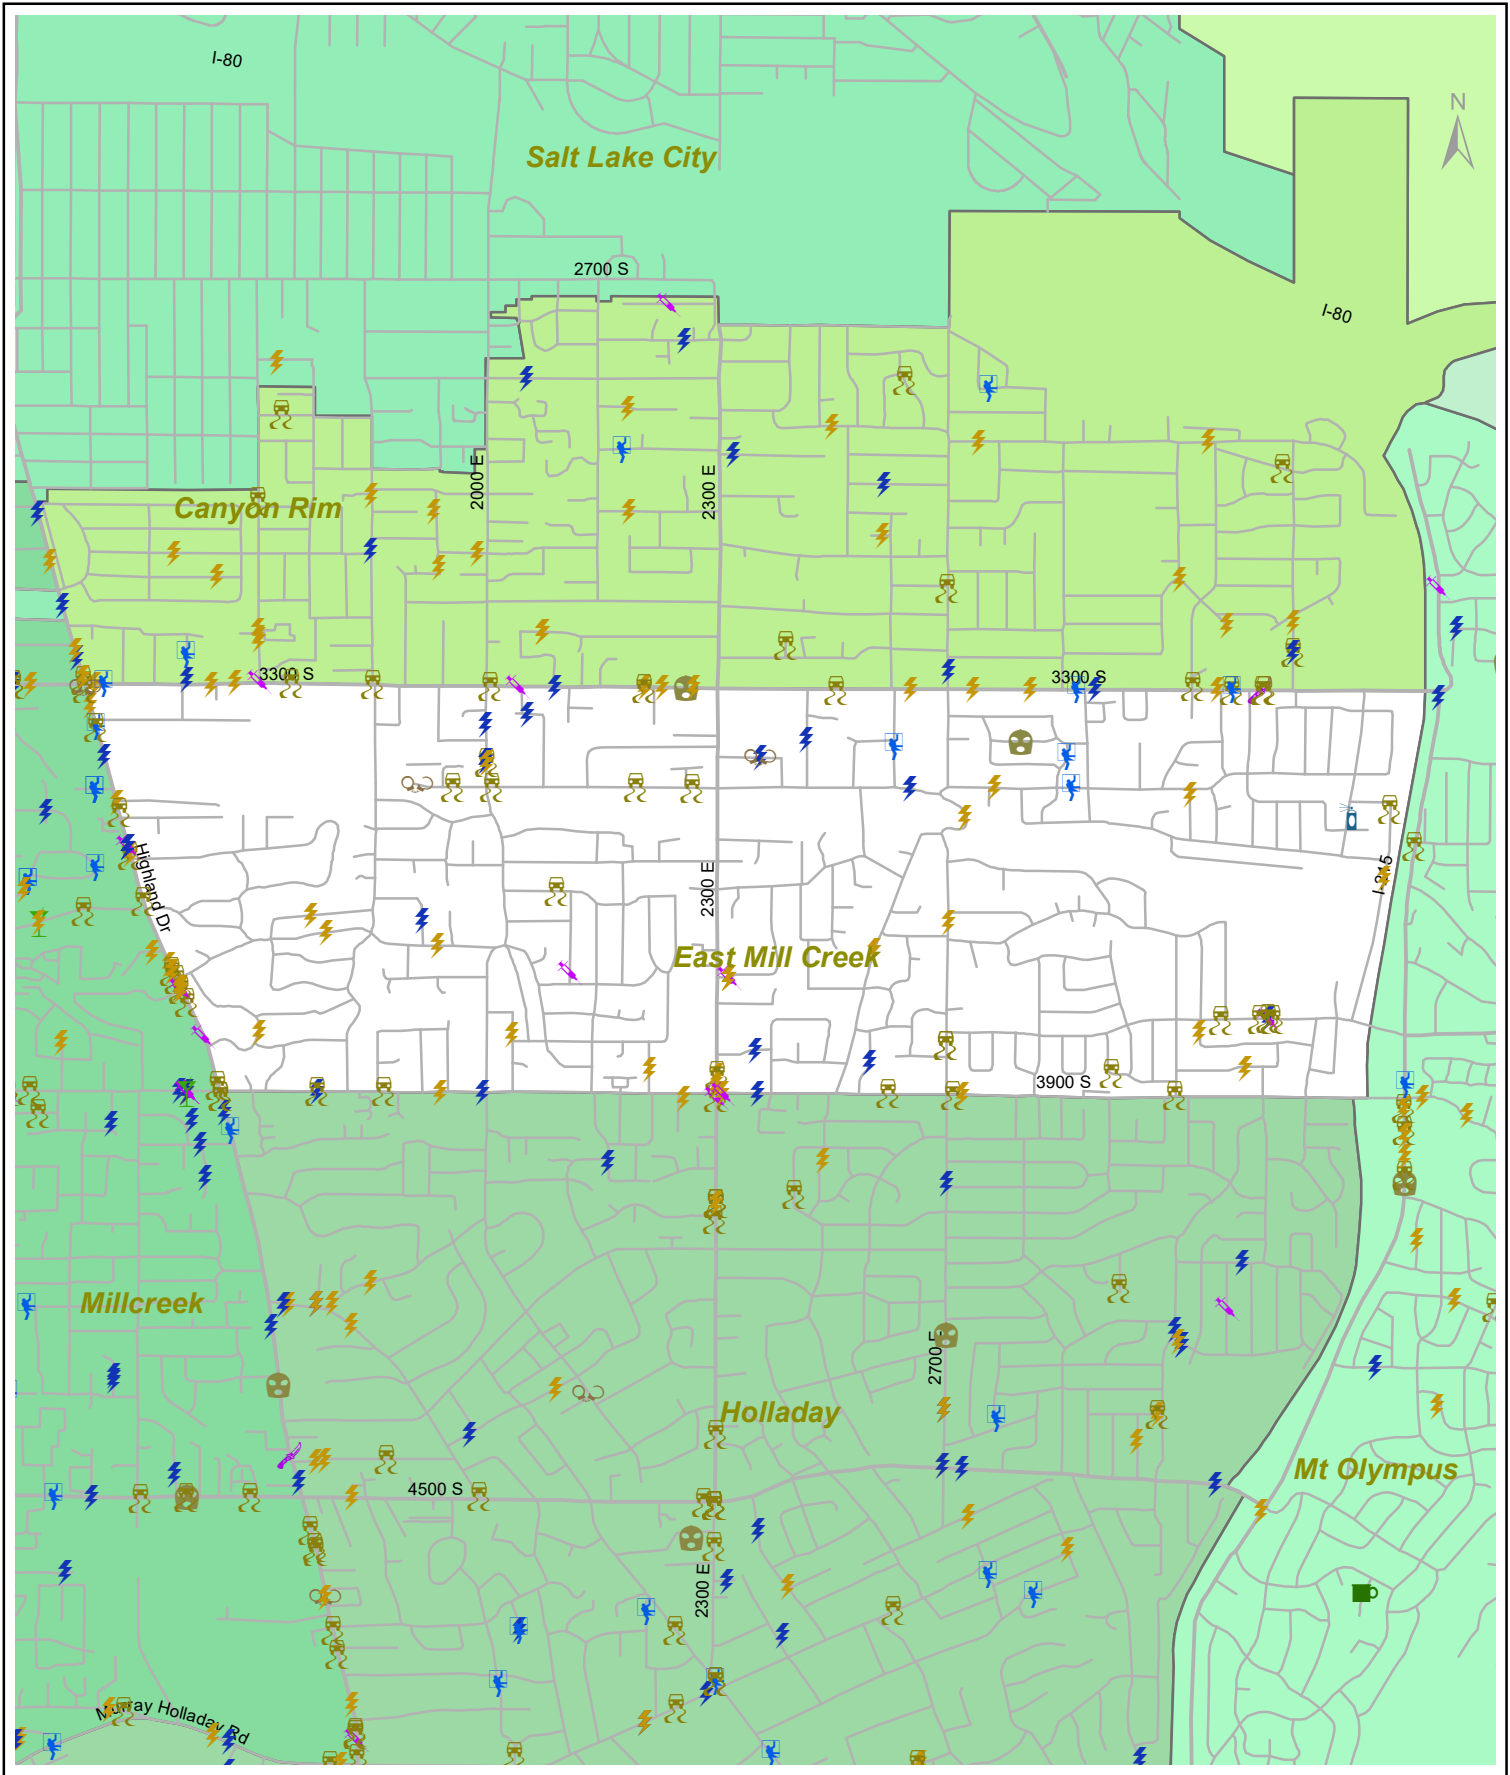 I-80
N
Salt Lake City
2700 S
I-80
2000 E
2300 E
Canyon Rim
3300 S
3300 S
Highland Dr
2300 E
I-215
East Mill Creek
3900 S
Millcreek
2700 E
Holladay
Mt Olympus
4500 S
2300 E
Murray Holladay Rd